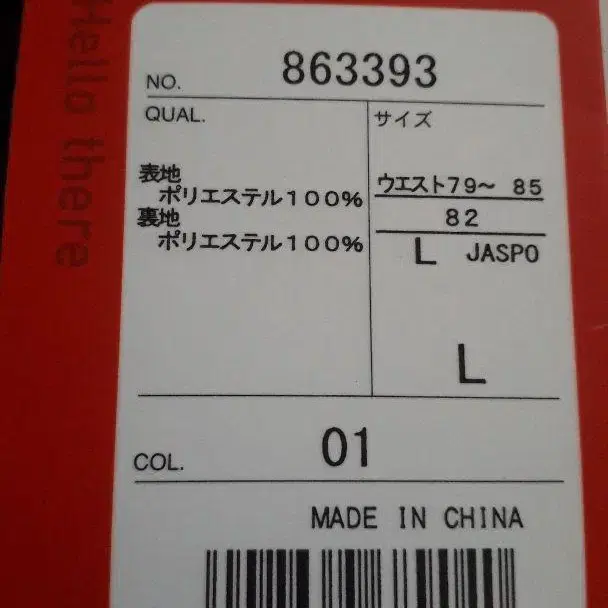 Hello there
NO. 863393
QUAL.
表地
ポリエステル100%
裏地
ポリエステル100%
サイズ
ウエスト79～ 85
82
L JASPO
L
COL. 01
MADE IN CHINA